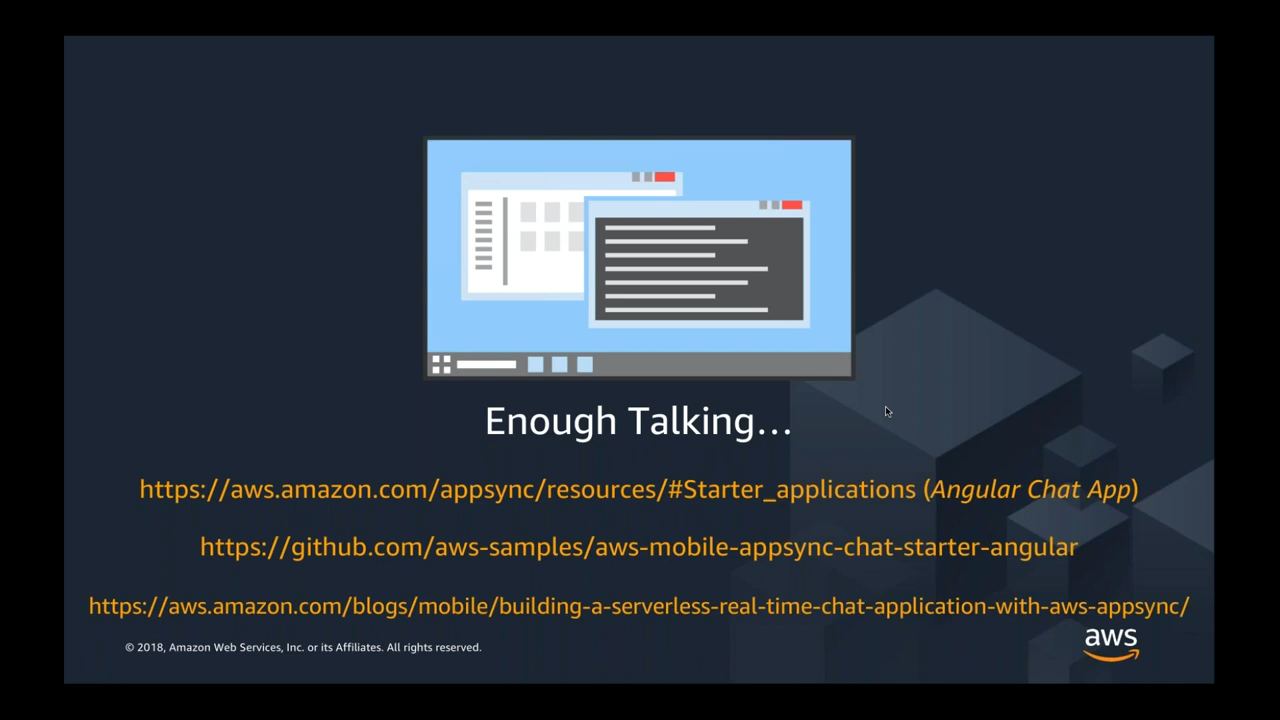 Enough Talking...
https://aws.amazon.com/appsync/resources/#Starter_applications (Angular Chat App)
https://github.com/aws-samples/aws-mobile-appsync-chat-starter-angular
https://aws.amazon.com/blogs/mobile/building-a-serverless-real-time-chat-application-with-aws-appsync/
© 2018, Amazon Web Services, Inc. or its Affiliates. All rights reserved.
aws